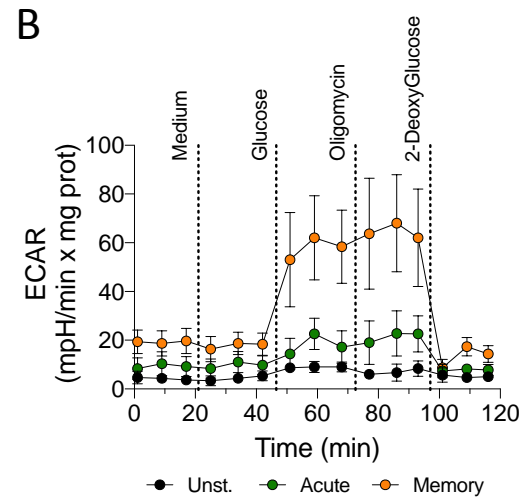 B
Medium
Glucose
Oligomycin
2-DeoxyGlucose
ECAR
(mpH/min x mg prot)
100
80
60
40
20
0
0 20 40 60 80 100 120
Time (min)
Unst. Acute Memory